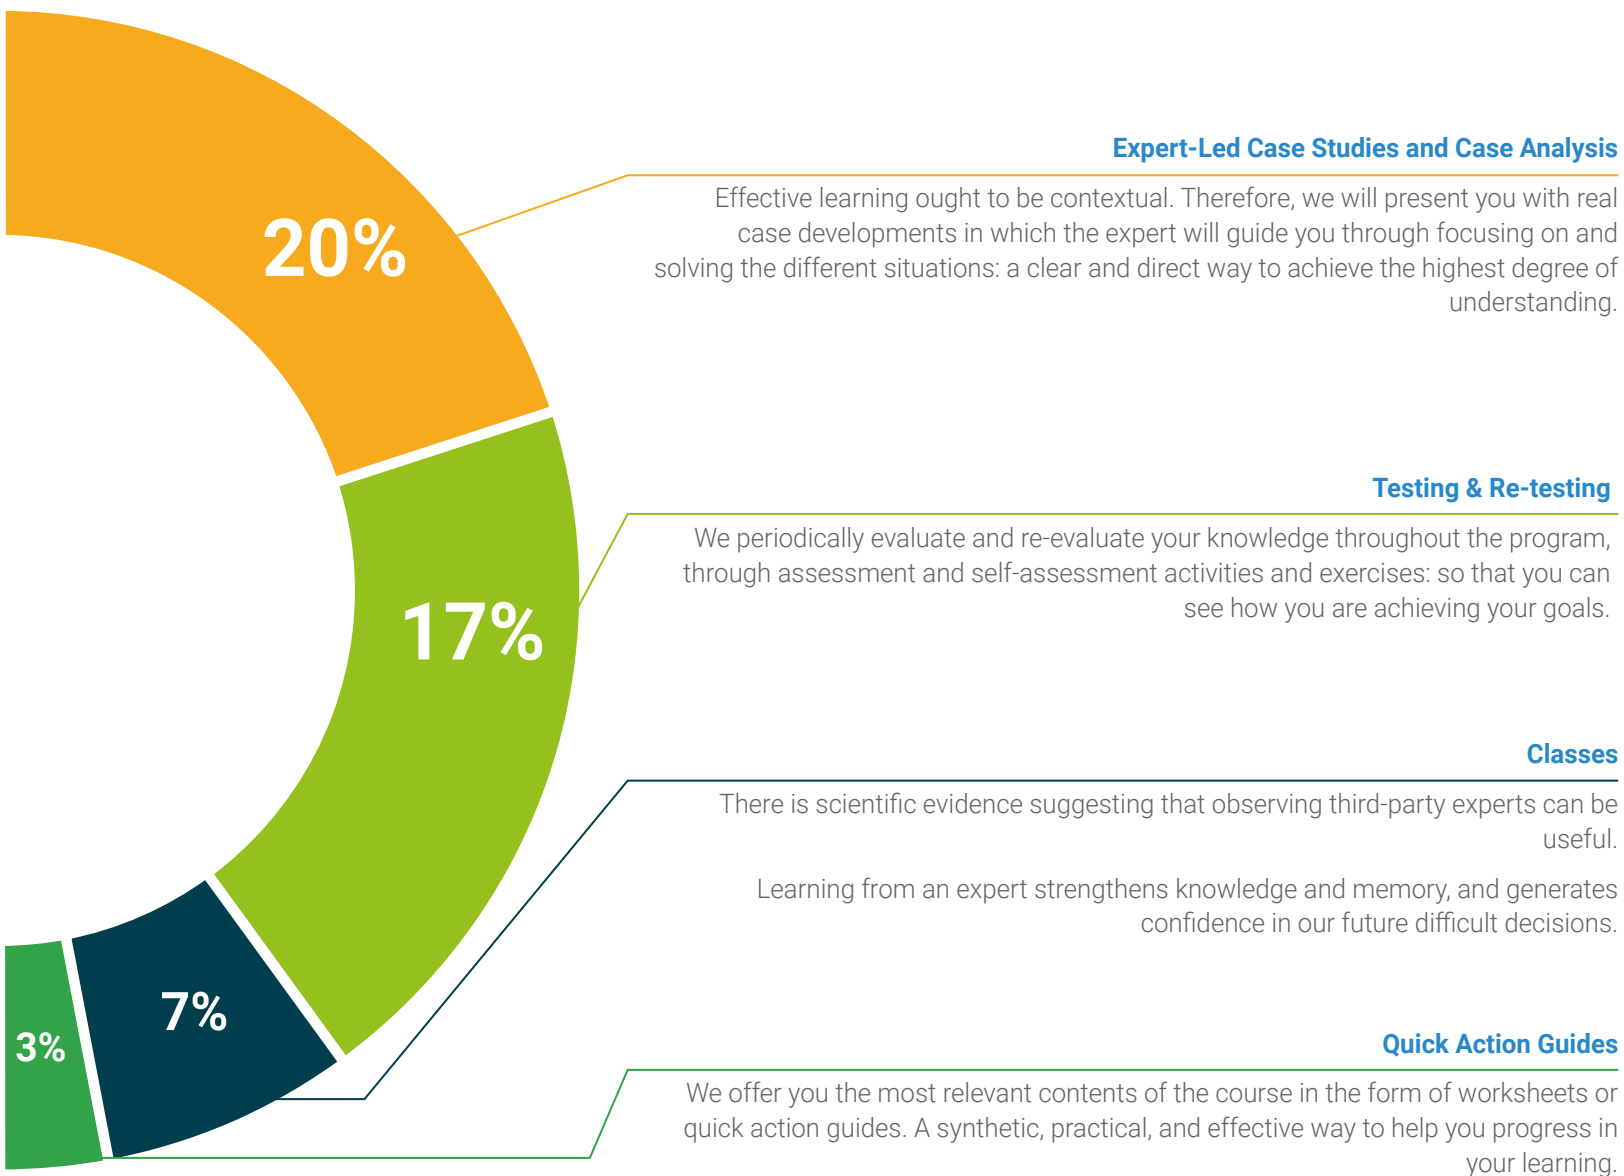 Expert-Led Case Studies and Case Analysis
20%
Effective learning ought to be contextual. Therefore, we will present you with real
case developments in which the expert will guide you through focusing on and
solving the different situations: a clear and direct way to achieve the highest degree of
understanding.
Testing & Re-testing
17%
We periodically evaluate and re-evaluate your knowledge throughout the program,
through assessment and self-assessment activities and exercises: so that you can
see how you are achieving your goals.
Classes
7%
There is scientific evidence suggesting that observing third-party experts can be
useful.
Learning from an expert strengthens knowledge and memory, and generates
confidence in our future difficult decisions.
Quick Action Guides
3%
We offer you the most relevant contents of the course in the form of worksheets or
quick action guides. A synthetic, practical, and effective way to help you progress in
your learning.